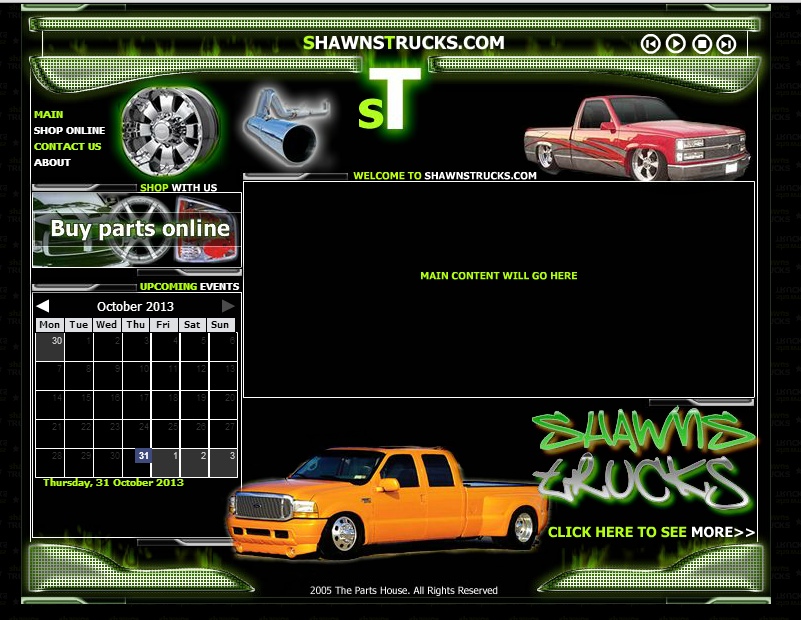 SHAWNSTRUCKS.COM
ST
MAIN
SHOP ONLINE
CONTACT US
ABOUT
SHOP WITH US
WELCOME TO SHAWNSTRUCKS.COM
Buy parts online
MAIN CONTENT WILL GO HERE
UPCOMING EVENTS
October 2013
Mon Tue Wed Thu Fri Sat Sun
30 1 2 3 4 5 6
7 8 9 10 11 12 13
14 15 16 17 18 19 20
21 22 23 24 25 26 27
28 29 30 31 1 2 3
Thursday, 31 October 2013
SHAWNS
TRUCKS
CLICK HERE TO SEE MORE>>
2005 The Parts House. All Rights Reserved